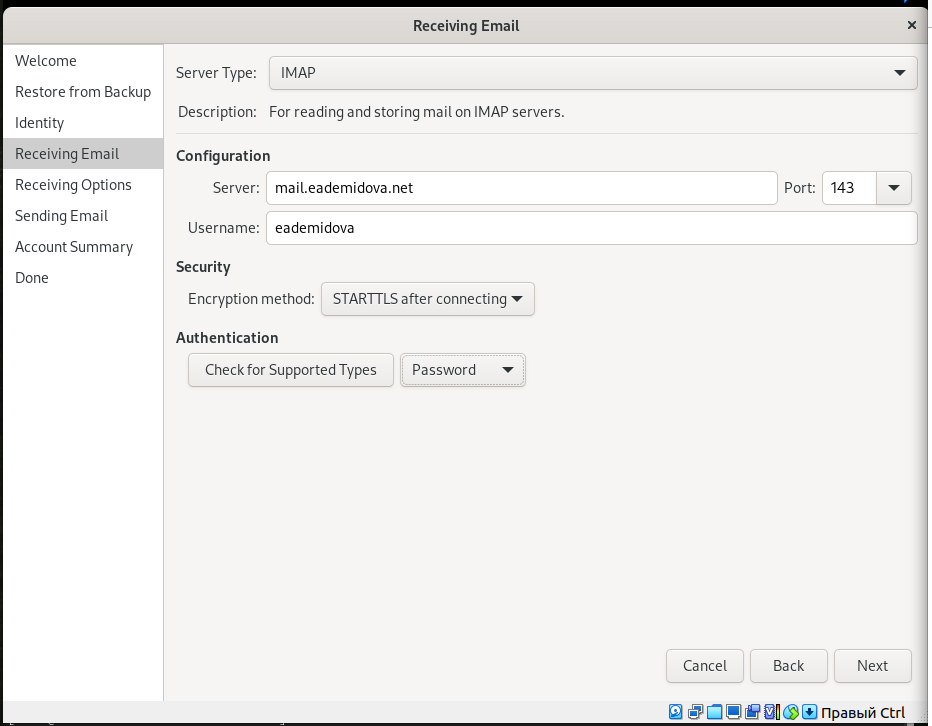 Receiving Email
Welcome
Restore from Backup
Identity
Receiving Email
Receiving Options
Sending Email
Account Summary
Done
Server Type: IMAP
Description: For reading and storing mail on IMAP servers.
Configuration
Server: mail.eademidova.net Port: 143
Username: eademidova
Security
Encryption method: STARTTLS after connecting
Authentication
Check for Supported Types Password
Cancel Back Next
Правый Ctrl